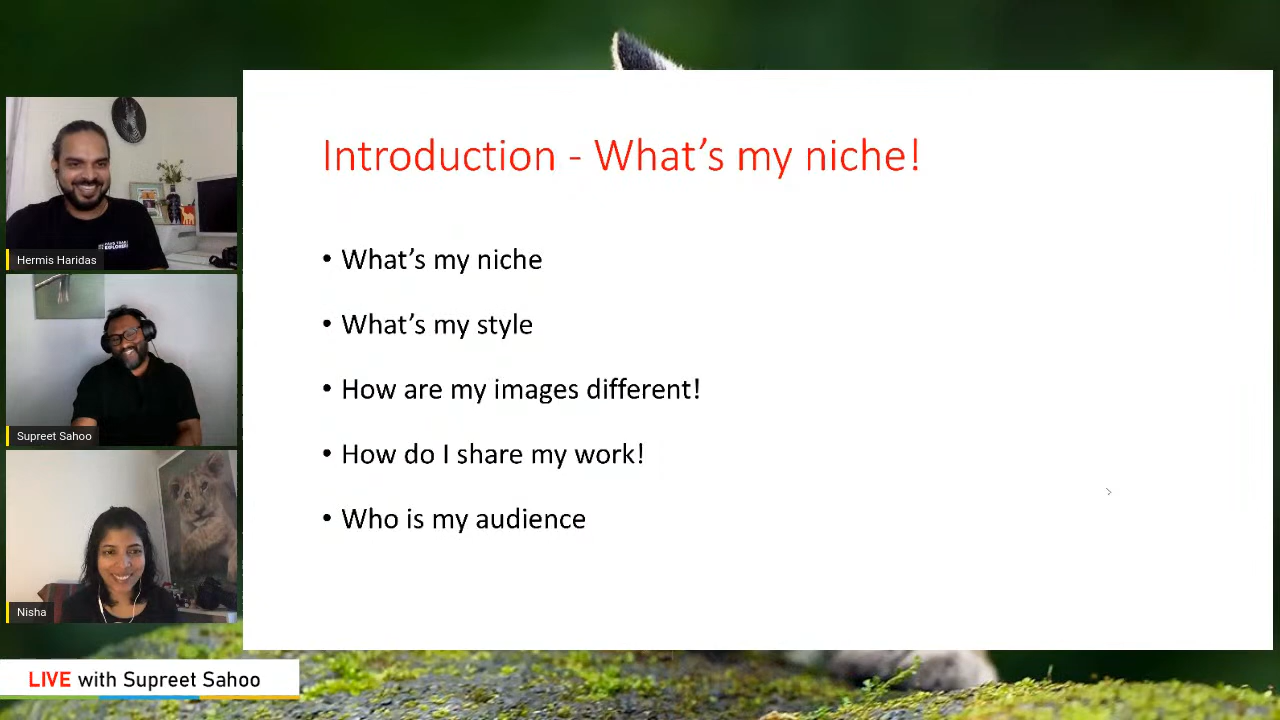 Introduction - What's my niche!
• What's my niche
• What's my style
• How are my images different!
• How do I share my work!
• Who is my audience
Hermis Haridas
Supreet Sahoo
Nisha
LIVE with Supreet Sahoo